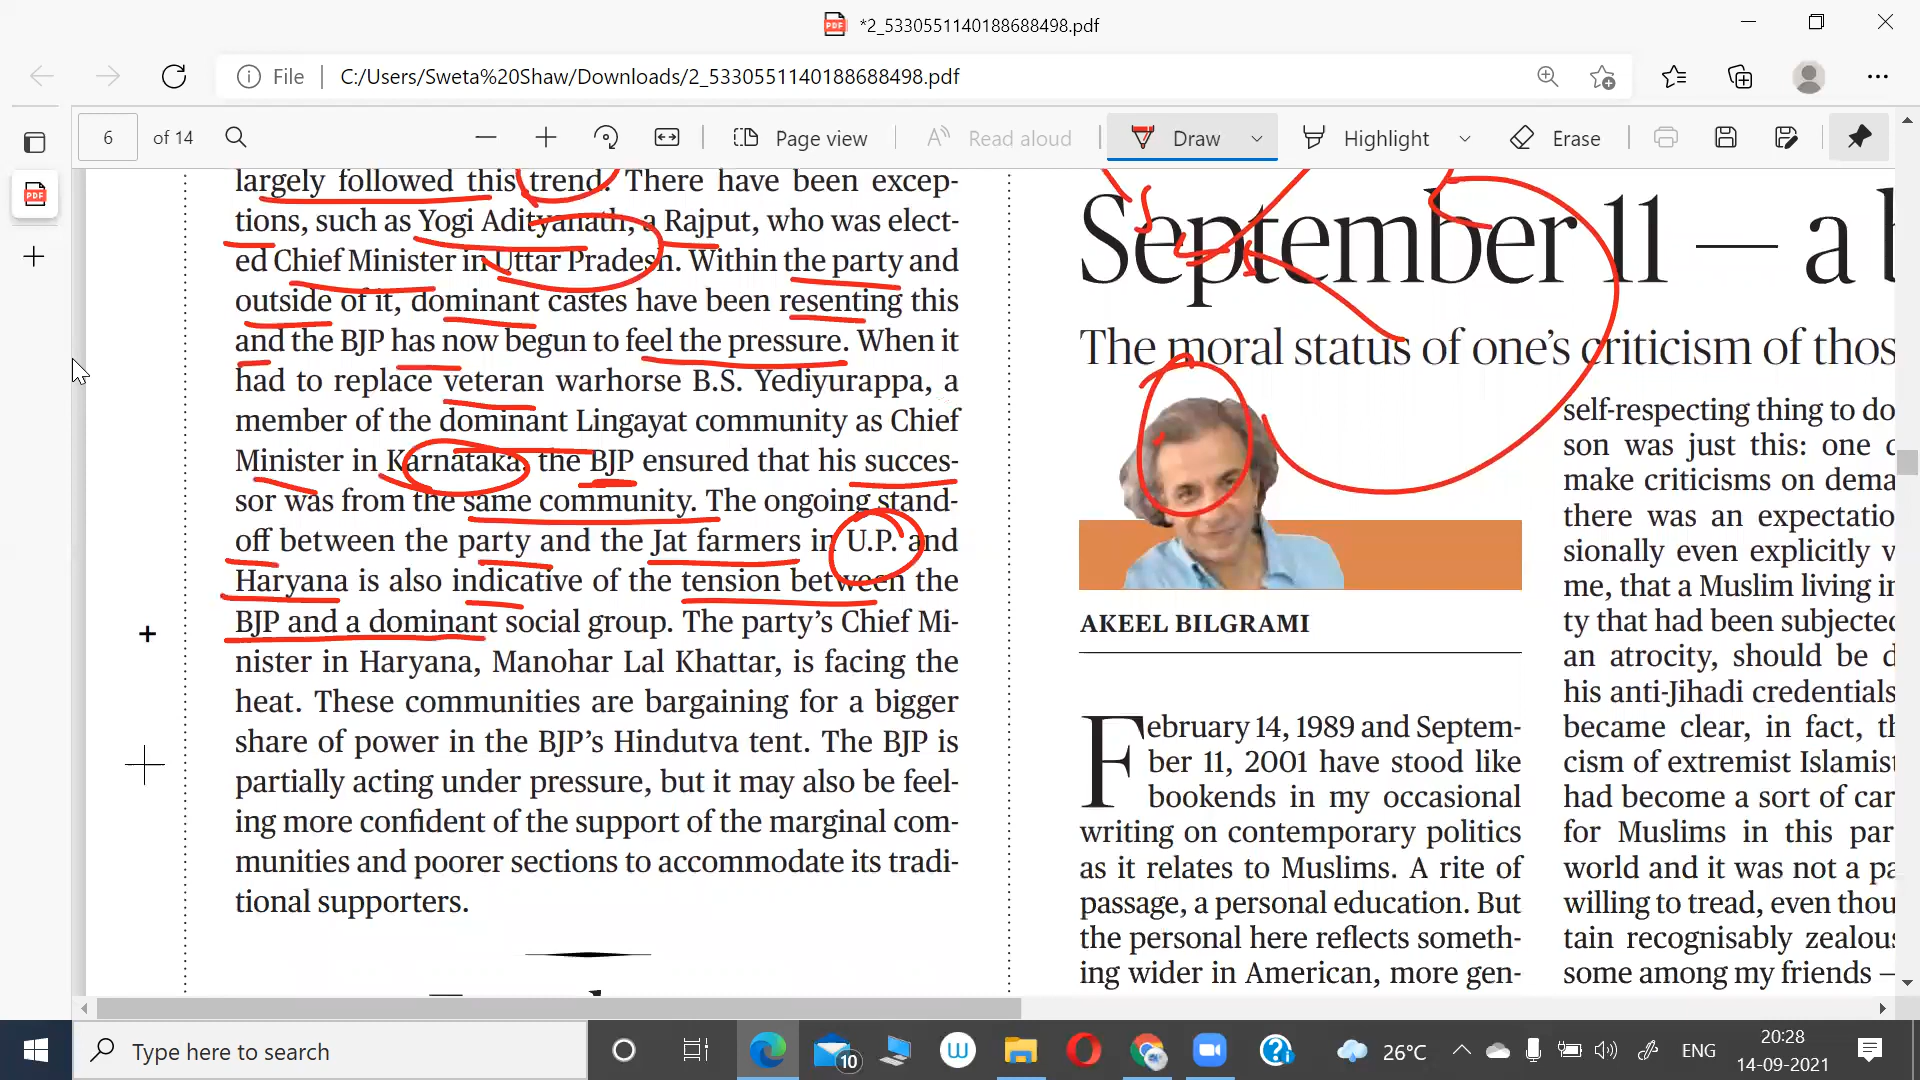 *2_5330551140188688498.pdf
File
C:/Users/Sweta%20Shaw/Downloads/2_5330551140188688498.pdf
6 of 14
Page view
Read aloud
Draw
Highlight
Erase
largely followed this trend. There have been excep-
tions, such as Yogi Adityanath, a Rajput, who was elect-
ed Chief Minister in Uttar Pradesh. Within the party and
outside of it, dominant castes have been resenting this
and the BJP has now begun to feel the pressure. When it
had to replace veteran warhorse B.S. Yediyurappa, a
member of the dominant Lingayat community as Chief
Minister in Karnataka, the BJP ensured that his succes-
sor was from the same community. The ongoing stand-
off between the party and the Jat farmers in U.P. and
Haryana is also indicative of the tension between the
BJP and a dominant social group. The party's Chief Mi-
nister in Haryana, Manohar Lal Khattar, is facing the
heat. These communities are bargaining for a bigger
share of power in the BJP's Hindutva tent. The BJP is
partially acting under pressure, but it may also be feel-
ing more confident of the support of the marginal com-
munities and poorer sections to accommodate its tradi-
tional supporters.
September 11 — a b
The moral status of one's criticism of thos
AKEEL BILGRAMI
February 14, 1989 and Septem-
ber 11, 2001 have stood like
bookends in my occasional
writing on contemporary politics
as it relates to Muslims. A rite of
passage, a personal education. But
the personal here reflects someth-
ing wider in American, more gen-
self-respecting thing to do
son was just this: one c
make criticisms on dema
there was an expectatio
sionally even explicitly v
me, that a Muslim living in
ty that had been subjected
an atrocity, should be d
his anti-Jihadi credentials
became clear, in fact, th
cism of extremist Islamist
had become a sort of car
for Muslims in this par
world and it was not a pa
willing to tread, even thou
tain recognisably zealous
some among my friends —
Type here to search
10
26°C
ENG
20:28
14-09-2021